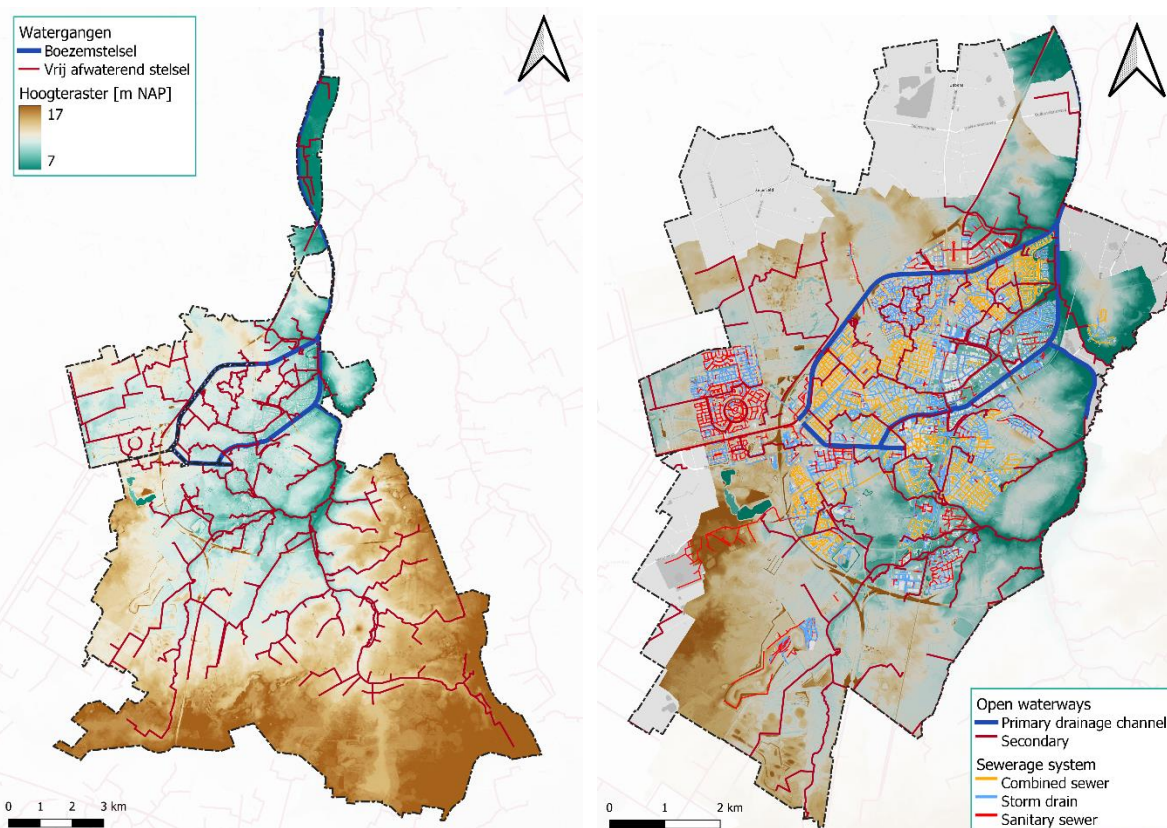 Watergangen
Boezemstelsel
Vrij afwaterend stelsel
Hoogteraster [m NAP]
17
7
0 1 2 3 km
Open waterways
Primary drainage channel
Secondary
Sewerage system
Combined sewer
Storm drain
Sanitary sewer
0 1 2 km